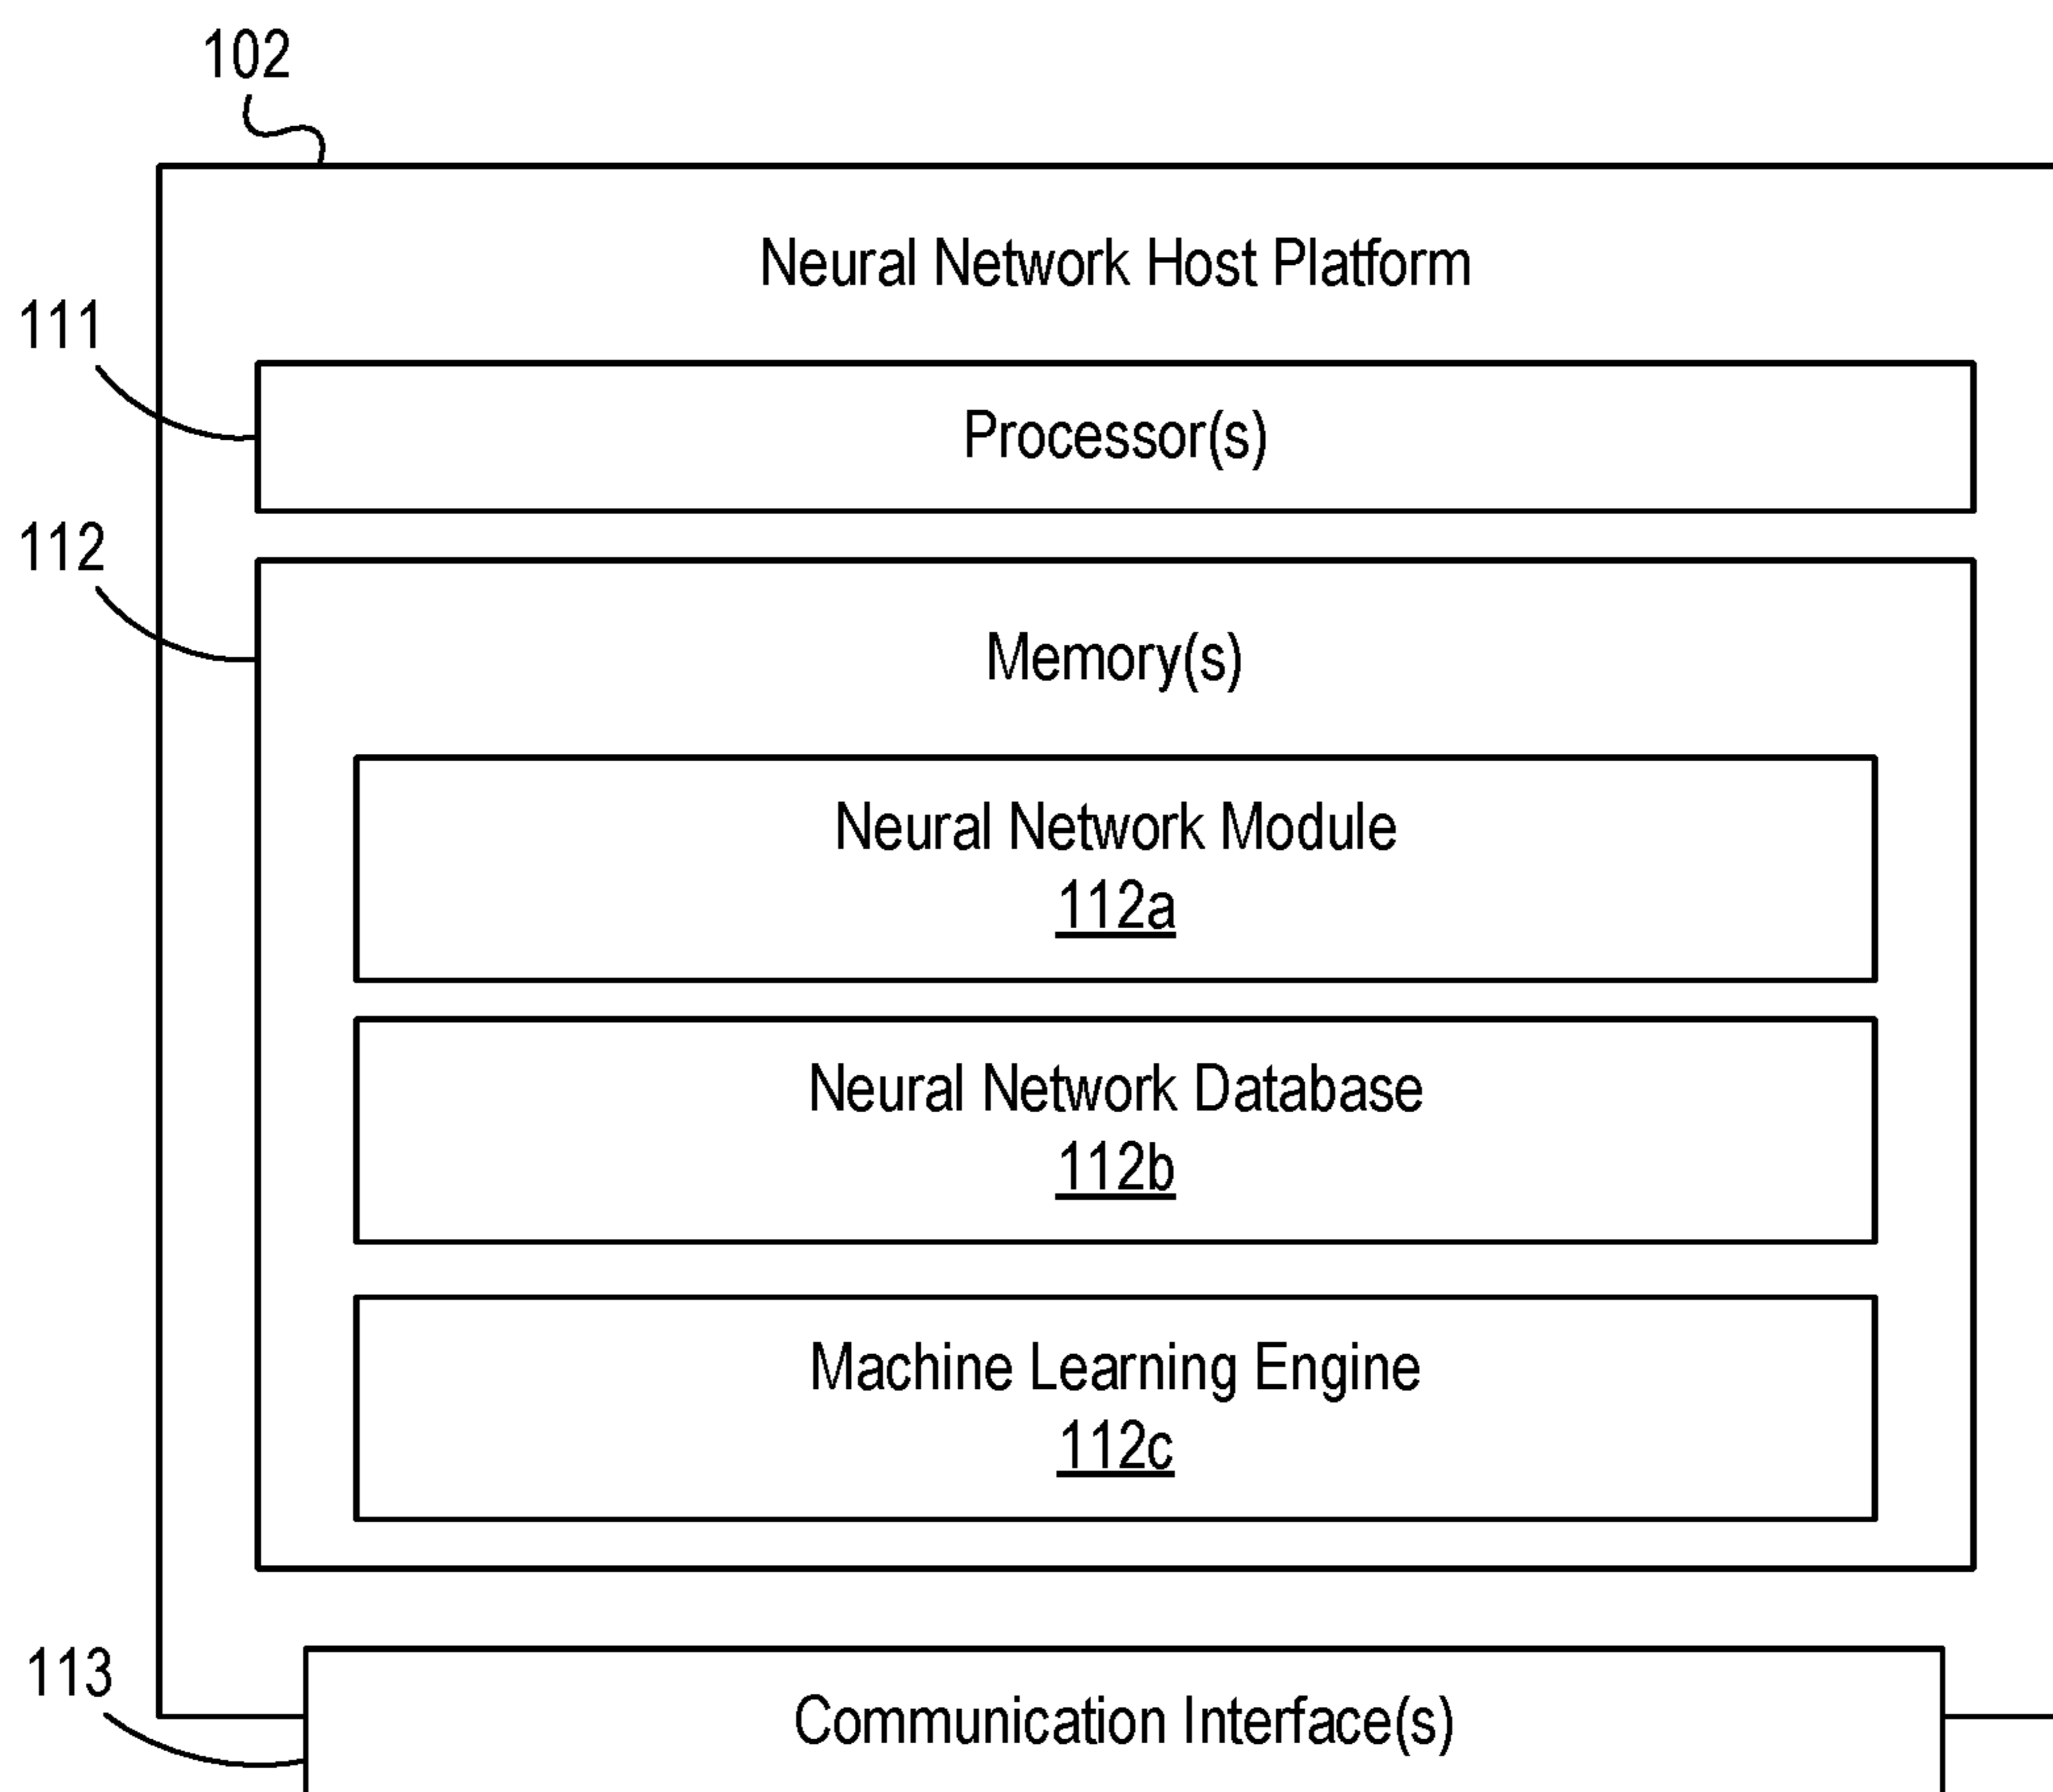 102
Neural Network Host Platform
111
Processor(s)
112
Memory(s)
Neural Network Module
112a
Neural Network Database
112b
Machine Learning Engine
112c
113
Communication Interface(s)